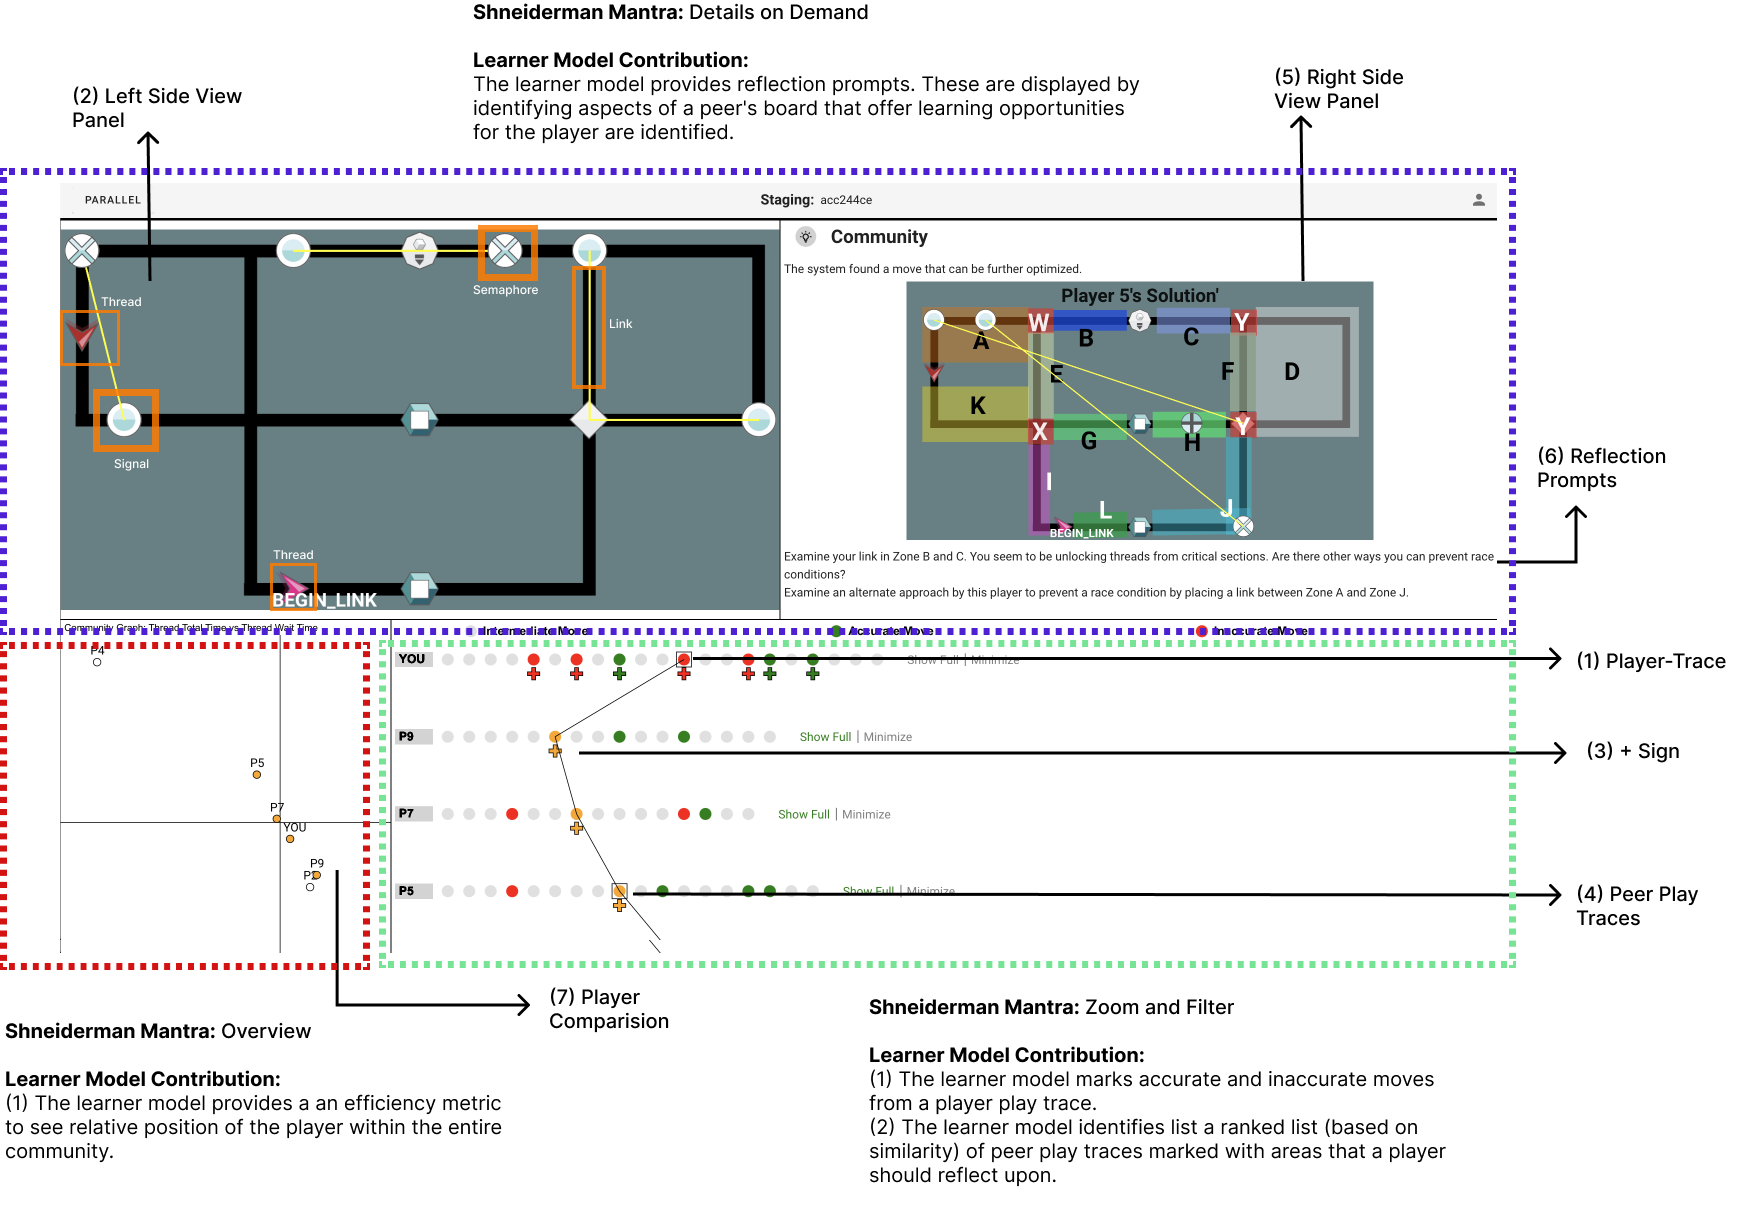 Shneiderman Mantra: Details on Demand
Learner Model Contribution:
The learner model provides reflection prompts. These are displayed by
identifying aspects of a peer's board that offer learning opportunities
for the player are identified.
(2) Left Side View
Panel
(5) Right Side
View Panel
PARALLEL
Staging: acc244ce
Thread
Semaphore
Link
Signal
Thread
BEGIN_LINK
Community
The system found a move that can be further optimized.
Player 5's Solution'
W
B
C
Y
A
E
F
D
K
X
G
H
Y
I
L
J
BEGIN_LINK
Examine your link in Zone B and C. You seem to be unlocking threads from critical sections. Are there other ways you can prevent race
conditions?
Examine an alternate approach by this player to prevent a race condition by placing a link between Zone A and Zone J.
(6) Reflection
Prompts
Community Graph: Thread Total Time vs Thread Wait Time
Intermediate Move
Accurate Move
Inaccurate Move
P4
P5
P7
YOU
P9
P2
YOU
Show Full | Minimize
P9
Show Full | Minimize
P7
Show Full | Minimize
P5
Show Full | Minimize
(1) Player-Trace
(3) + Sign
(4) Peer Play
Traces
(7) Player
Comparision
Shneiderman Mantra: Overview
Learner Model Contribution:
(1) The learner model provides a an efficiency metric
to see relative position of the player within the entire
community.
Shneiderman Mantra: Zoom and Filter
Learner Model Contribution:
(1) The learner model marks accurate and inaccurate moves
from a player play trace.
(2) The learner model identifies list a ranked list (based on
similarity) of peer play traces marked with areas that a player
should reflect upon.